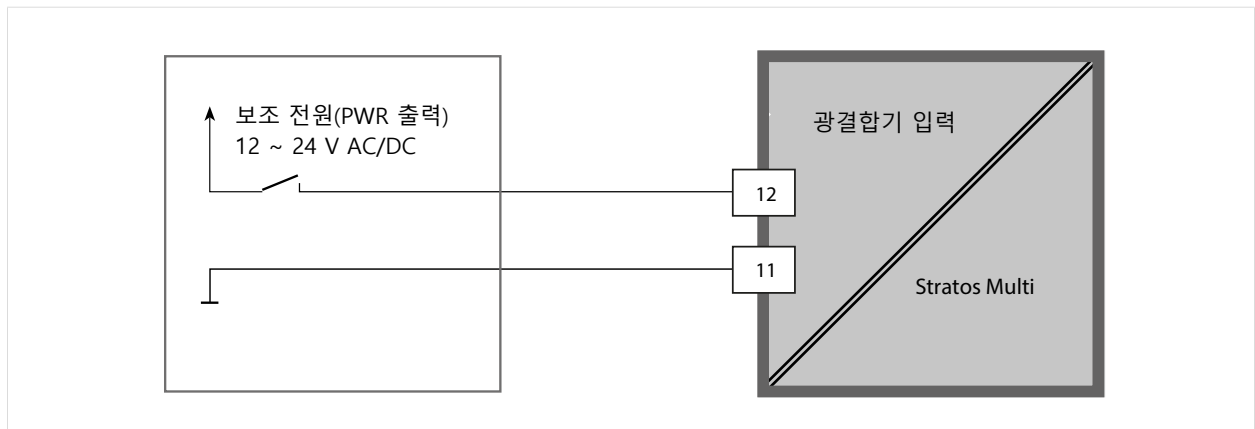 보조 전원(PWR 출력)
12 ~ 24 V AC/DC
광결합기 입력
12
11
Stratos Multi